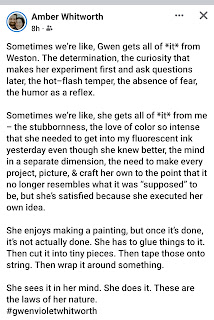 Amber Whitworth
8h ·
Sometimes we're like, Gwen gets all of *it* from
Weston. The determination, the curiosity that
makes her experiment first and ask questions
later, the hot-flash temper, the absence of fear,
the humor as a reflex.
Sometimes we're like, she gets all of *it* from me
– the stubbornness, the love of color so intense
that she needed to get into my fluorescent ink
yesterday even though she knew better, the mind
in a separate dimension, the need to make every
project, picture, & craft her own to the point that it
no longer resembles what it was "supposed" to
be, but she's satisfied because she executed her
own idea.
She enjoys making a painting, but once it's done,
it's not actually done. She has to glue things to it.
Then cut it into tiny pieces. Then tape those onto
string. Then wrap it around something.
She sees it in her mind. She does it. These are
the laws of her nature.
#gwenvioletwhitworth